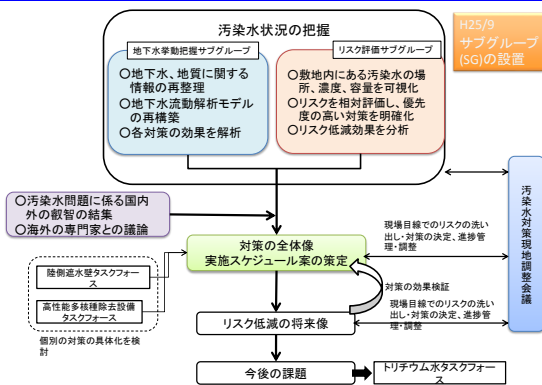 汚染水状況の把握
H25/9
サブグループ
(SG)の設置
地下水挙動把握サブグループ
〇地下水、地質に関する
情報の再整理
〇地下水流動解析モデル
の再構築
〇各対策の効果を解析
リスク評価サブグループ
〇敷地内にある汚染水の場
所、濃度、容量を可視化
〇リスクを相対評価し、優先
度の高い対策を明確化
〇リスク低減効果を分析
〇汚染水問題に係る国内
外の叡智の結集
〇海外の専門家との議論
汚染水対策現地調整会議
現場目線でのリスクの洗い
出し・対策の決定、進捗管
理・調整
対策の全体像
実施スケジュール案の策定
陸側遮水壁タスクフォー
ス
高性能多核種除去設備
タスクフォース
個別の対策の具体化を検
討
対策の効果検証
現場目線でのリスクの洗い
出し・対策の決定、進捗管
理・調整
リスク低減の将来像
今後の課題
トリチウム水タスクフォー
ス